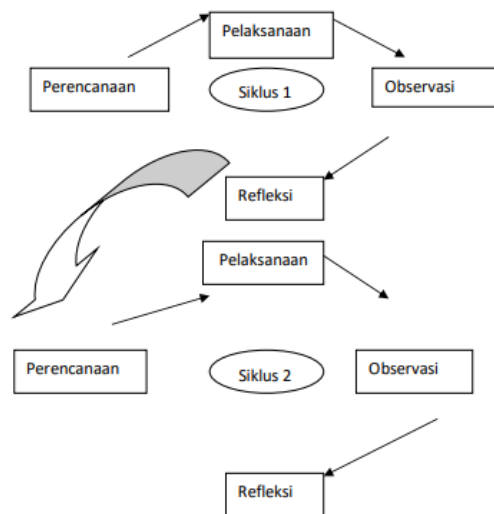 Pelaksanaan
Perencanaan
Siklus 1
Observasi
Refleksi
Pelaksanaan
Perencanaan
Siklus 2
Observasi
Refleksi